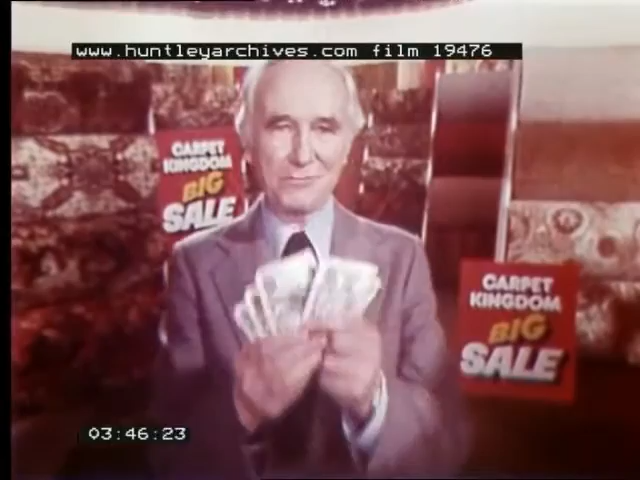 www.huntleyarchives.com film 19476
CARPET
KINGDOM
BIG
SALE
CARPET
KINGDOM
BIG
SALE
03:46:23